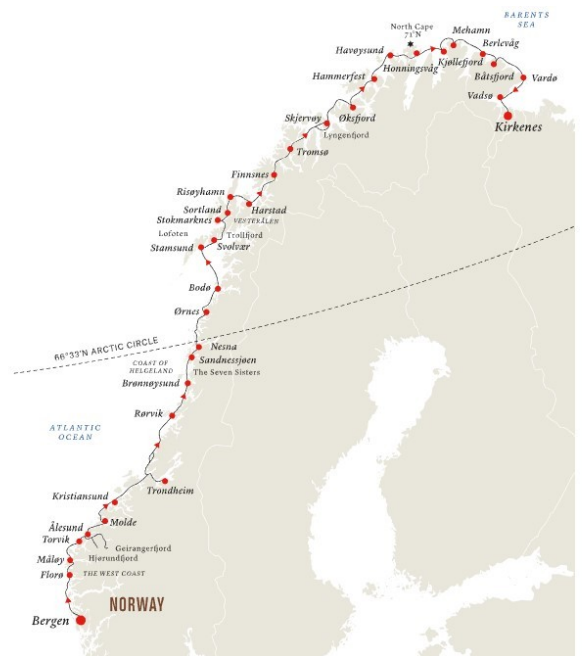 BARENTS
SEA
North Cape
71°N
Mehamn
Berlevåg
Havøysund
Kjøllefjord
Honningsvåg
Båtsfjord
Vardø
Hammerfest
Vadsø
Kirkenes
Skjervøy
Øksfjord
Lyngenfjord
Tromsø
Finnsnes
Risøyhamn
Harstad
Sortland
Stokmarknes
VESTERÅLEN
Lofoten
Trollfjord
Svolvær
Stamsund
Bodø
Ørnes
66°33'N ARCTIC CIRCLE
Nesna
Sandnessjøen
COAST OF
HELGELAND
The Seven Sisters
Brønnøysund
Rørvik
ATLANTIC
OCEAN
Trondheim
Kristiansund
Molde
Ålesund
Torvik
Geirangerfjord
Hjørundfjord
Måløy
Florø
THE WEST COAST
NORWAY
Bergen